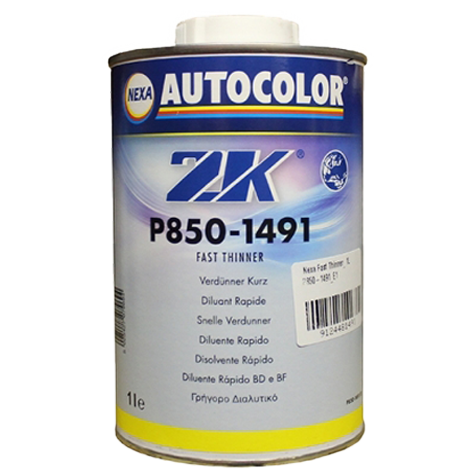 NEXA
AUTOCOLOR®
2K®
P850-1491
FAST THINNER
Verdünner Kurz
Diluant Rapide
Snelle Verdunner
Diluente Rapido
Disolvente Rápido
Diluente Rápido BD e BF
Γρήγορο Διαλυτικό
1l e
Nexa Fast Thinner 1L
P850-1491_E1